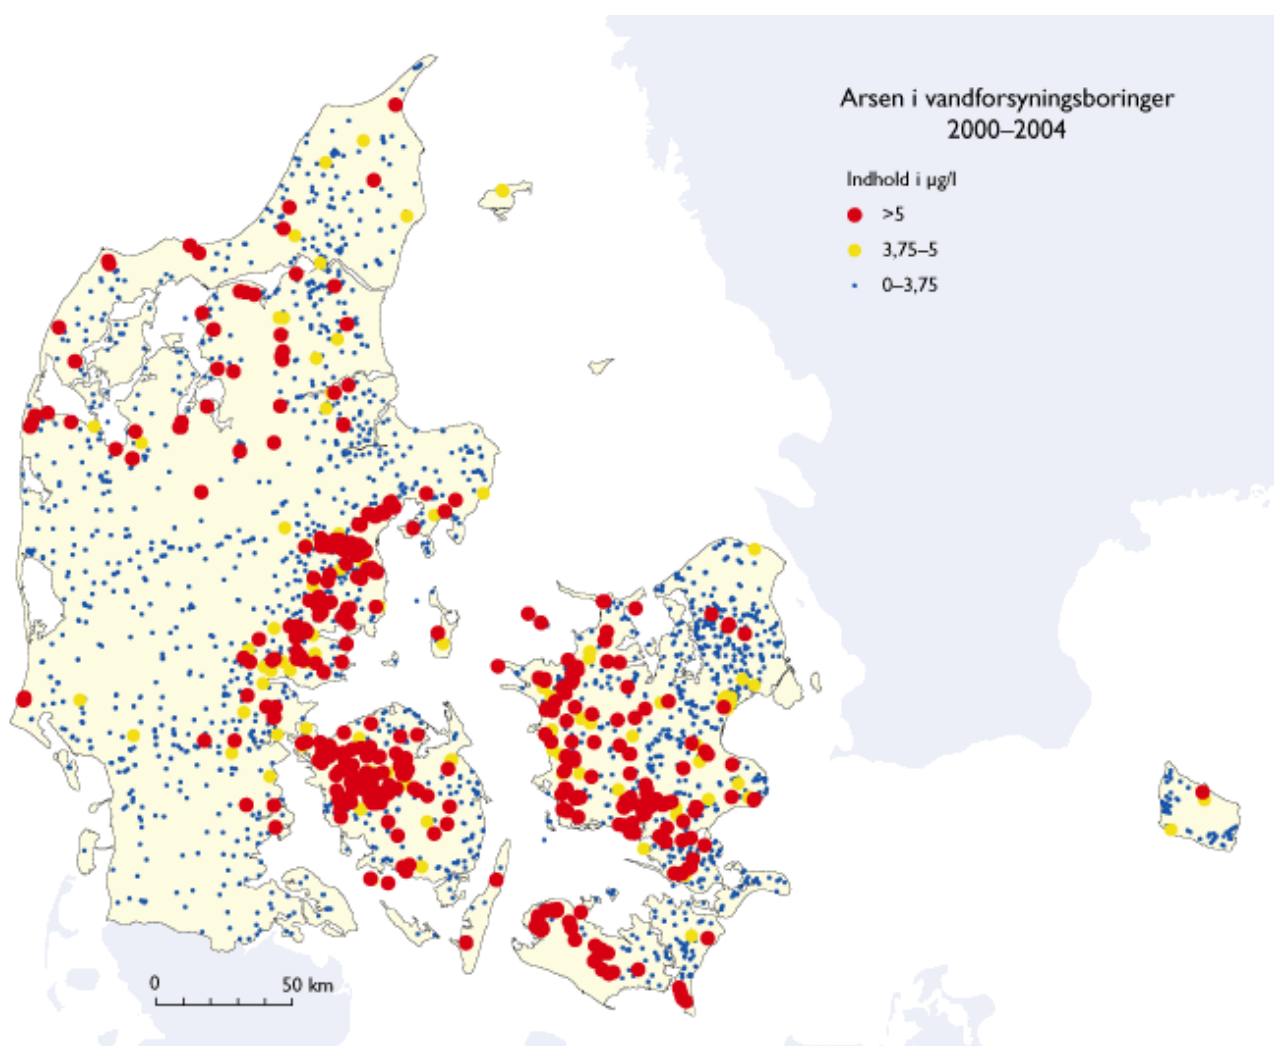 Arsen i vandforsyningsboringer
2000–2004
Indhold i µg/l
>5
3,75–5
0–3,75
0 50 km